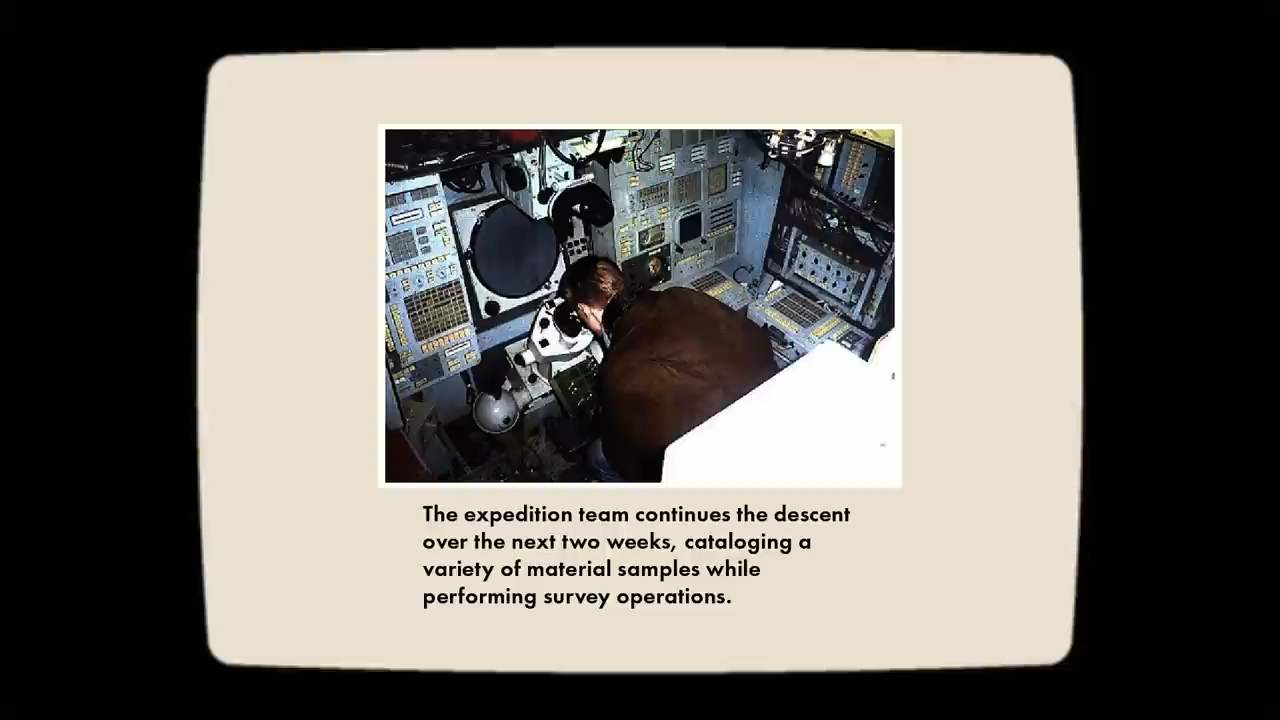 The expedition team continues the descent
over the next two weeks, cataloging a
variety of material samples while
performing survey operations.